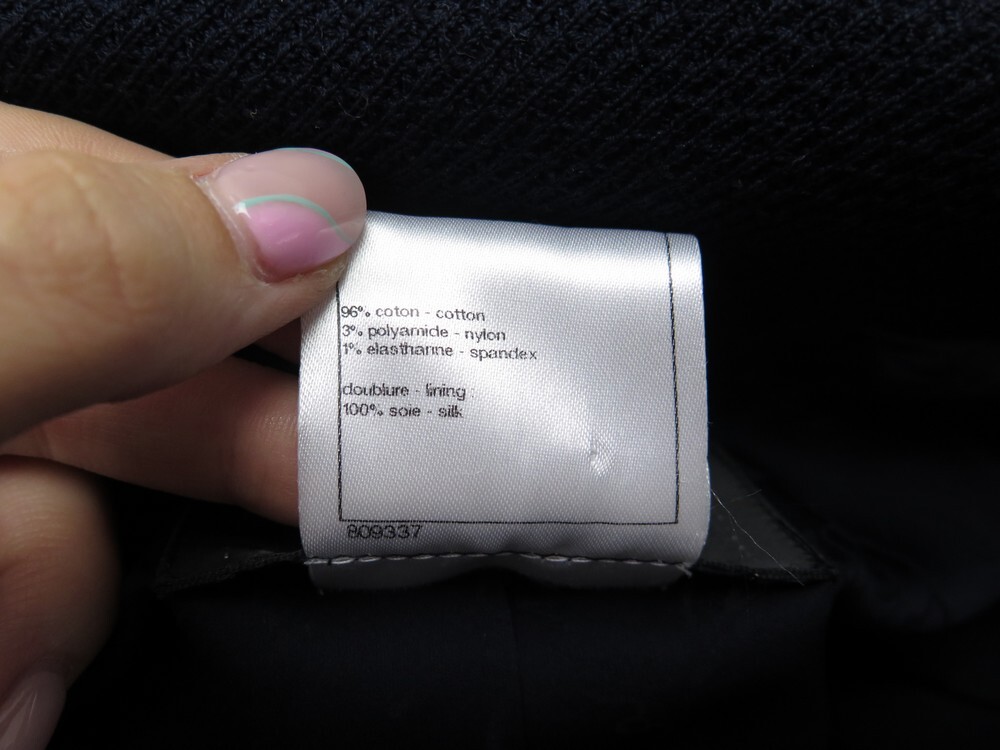 96% coton - cotton
3% polyamide - nylon
1% elasthanne - spandex
doublure - lining
100% soie - silk
809337